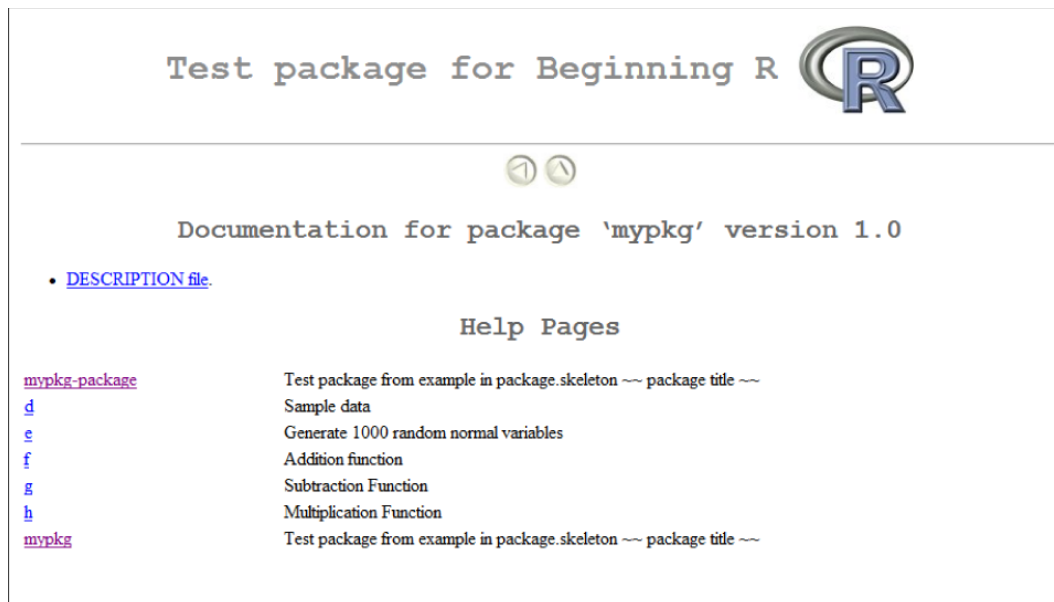 Test package for Beginning R R
Documentation for package ‘mypkg’ version 1.0
• DESCRIPTION file.
Help Pages
mypkg-package Test package from example in package.skeleton ~~ package title ~~
d Sample data
e Generate 1000 random normal variables
f Addition function
g Subtraction Function
h Multiplication Function
mypkg Test package from example in package.skeleton ~~ package title ~~